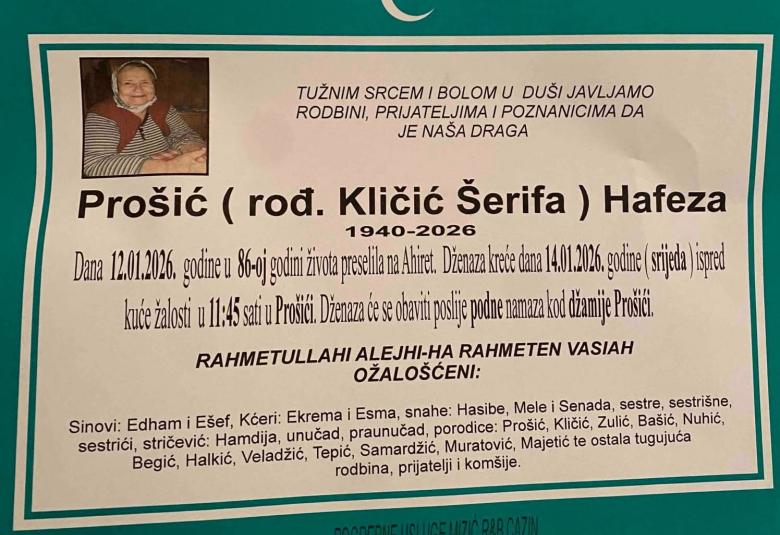 TUŽNIM SRCEM I BOLOM U DUŠI JAVLJAMO
RODBINI, PRIJATELJIMA I POZNANICIMA DA
JE NAŠA DRAGA
Prošić ( rođ. Kličić Šerifa ) Hafeza
1940-2026
Dana 12.01.2026. godine u 86-oj godini života preselila na Ahiret. Dženaza kreće dana 14.01.2026. godine ( srijeda ) ispred
kuće žalosti u 11:45 sati u Prošići. Dženaza će se obaviti poslije podne namaza kod džamije Prošići.
RAHMETULLAHI ALEJHI-HA RAHMETEN VASIAH
OŽALOŠĆENI:
Sinovi: Edham i Ešef, Kćeri: Ekrema i Esma, snahe: Hasibe, Mele i Senada, sestre, sestrišne,
sestrići, stričević: Hamdija, unučad, praunučad, porodice: Prošić, Kličić, Zulić, Bašić, Nuhić,
Begić, Halkić, Veladžić, Tepić, Samardžić, Muratović, Majetić te ostala tugujuća
rodbina, prijatelji i komšije.
POGREBNE USLUGE MIZIĆ R&B CAZIN